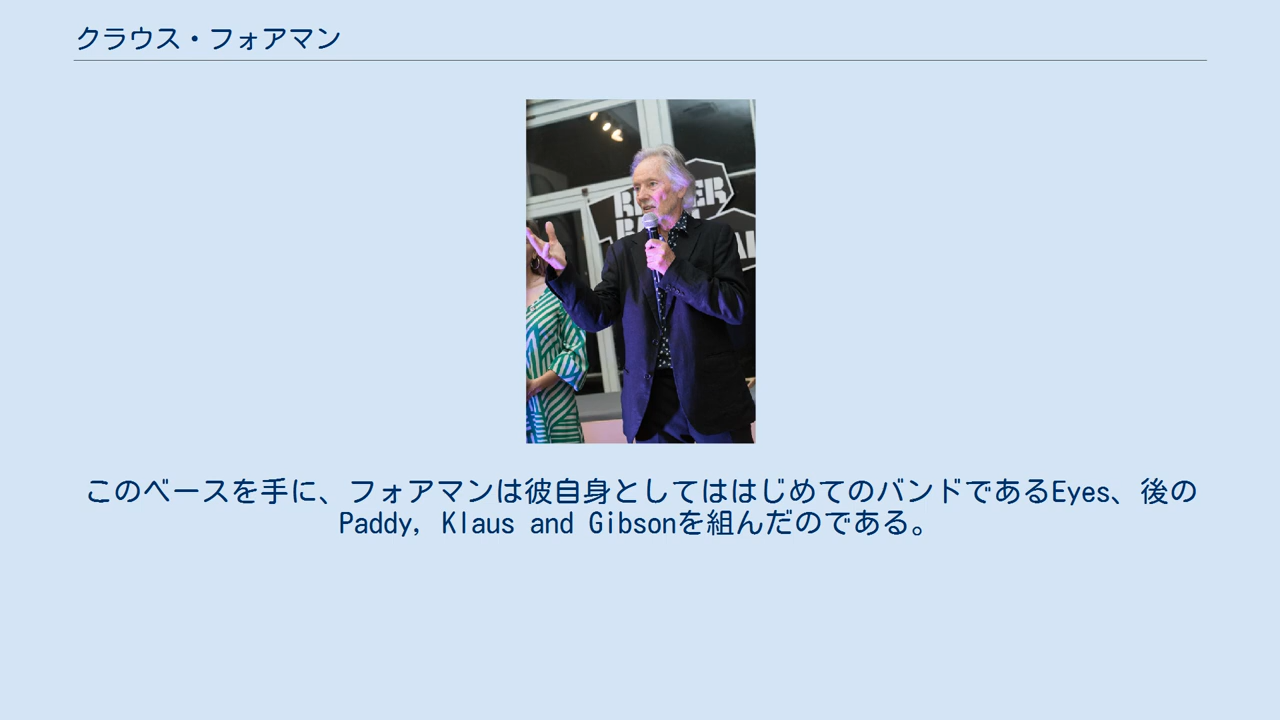 クラウス・フォアマン
このベースを手に、フォアマンは彼自身としてははじめてのバンドであるEyes、後の
Paddy, Klaus and Gibsonを組んだのである。